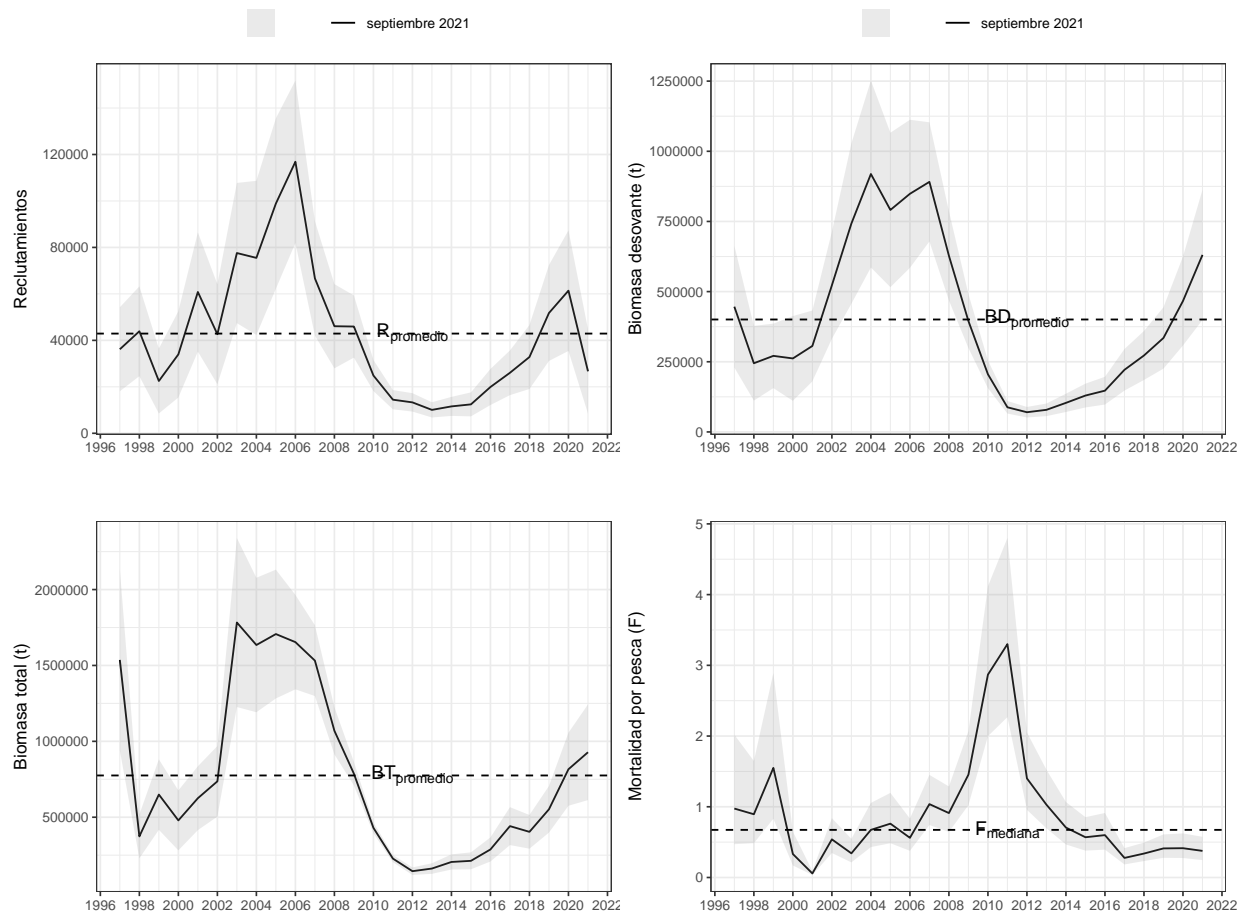 septiembre 2021
septiembre 2021
Reclutamientos
120000
80000
40000
0
R promedio
1996 1998 2000 2002 2004 2006 2008 2010 2012 2014 2016 2018 2020 2022
Biomasa desovante (t)
1250000
1000000
750000
500000
250000
0
BD promedio
1996 1998 2000 2002 2004 2006 2008 2010 2012 2014 2016 2018 2020 2022
Biomasa total (t)
2000000
1500000
1000000
500000
BT promedio
1996 1998 2000 2002 2004 2006 2008 2010 2012 2014 2016 2018 2020 2022
Mortalidad por pesca (F)
5
4
3
2
1
0
F mediana
1996 1998 2000 2002 2004 2006 2008 2010 2012 2014 2016 2018 2020 2022